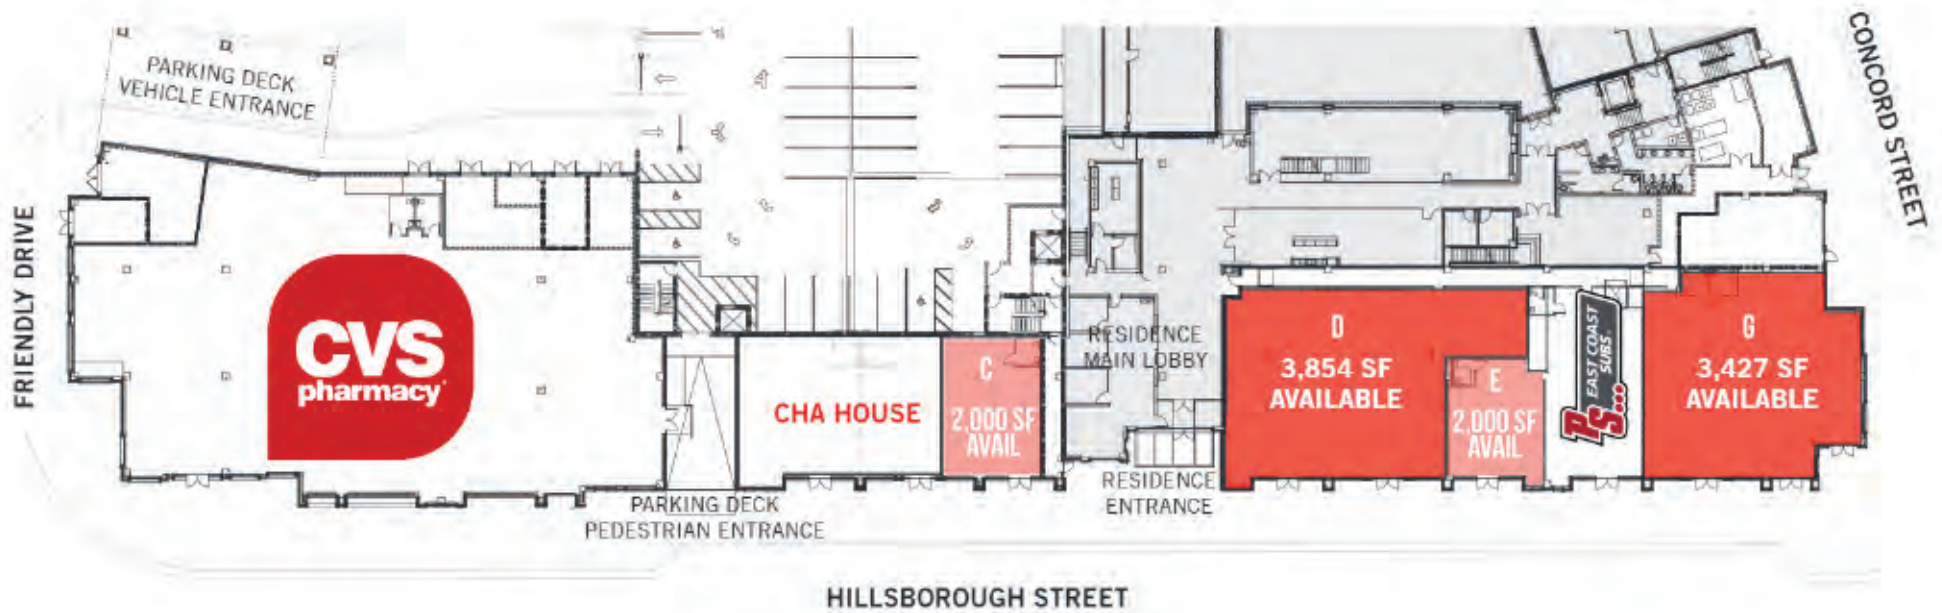 PARKING DECK
VEHICLE ENTRANCE
CONCORD STREET
FRIENDLY DRIVE
CVS
pharmacy
CHA HOUSE
C
2,000 SF
AVAIL
RESIDENCE
MAIN LOBBY
D
3,854 SF
AVAILABLE
E
2,000 SF
AVAIL
EAST COAST
SUBS
PS...
G
3,427 SF
AVAILABLE
RESIDENCE
ENTRANCE
PARKING DECK
PEDESTRIAN ENTRANCE
HILLSBOROUGH STREET